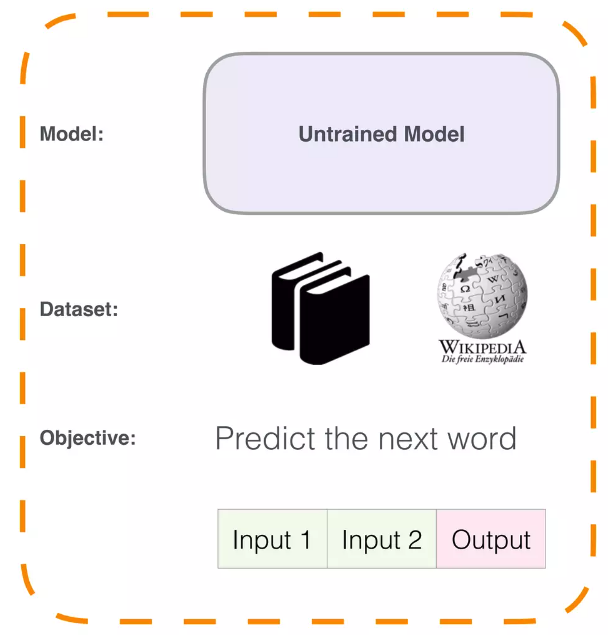 Model:
Untrained Model
Dataset:
WIKIPEDIA
Die freie Enzyklopädie
Objective:
Predict the next word
Input 1
Input 2
Output